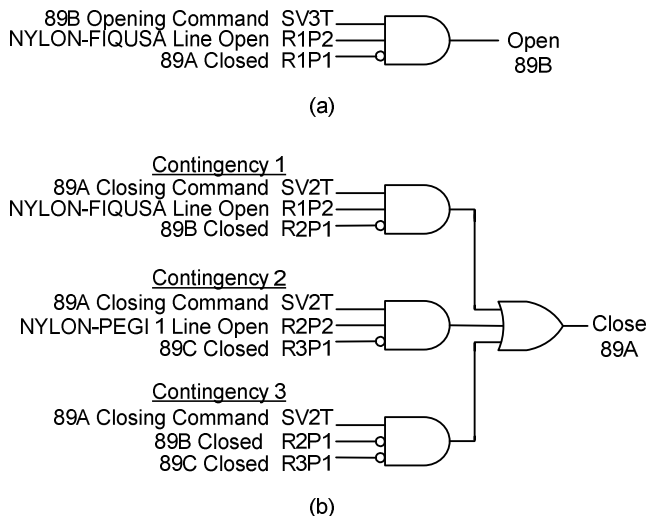 89B Opening Command SV3T
NYLON-FIQUSA Line Open R1P2
89A Closed R1P1
Open
89B
(a)
Contingency 1
89A Closing Command SV2T
NYLON-FIQUSA Line Open R1P2
89B Closed R2P1
Contingency 2
89A Closing Command SV2T
NYLON-PEGI 1 Line Open R2P2
89C Closed R3P1
Close
89A
Contingency 3
89A Closing Command SV2T
89B Closed R2P1
89C Closed R3P1
(b)